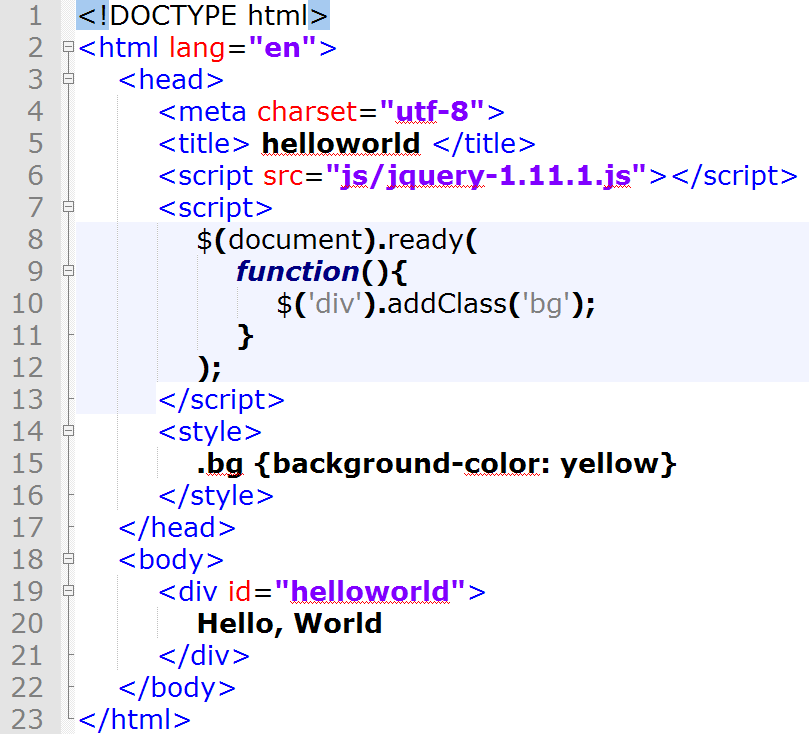 1 <!DOCTYPE html>
2 <html lang="en">
3 <head>
4 <meta charset="utf-8">
5 <title> helloworld </title>
6 <script src="js/jquery-1.11.1.js"></script>
7 <script>
8 $(document).ready(
9 function(){
10 $('div').addClass('bg');
11 }
12 );
13 </script>
14 <style>
15 .bg {background-color: yellow}
16 </style>
17 </head>
18 <body>
19 <div id="helloworld">
20 Hello, World
21 </div>
22 </body>
23 </html>